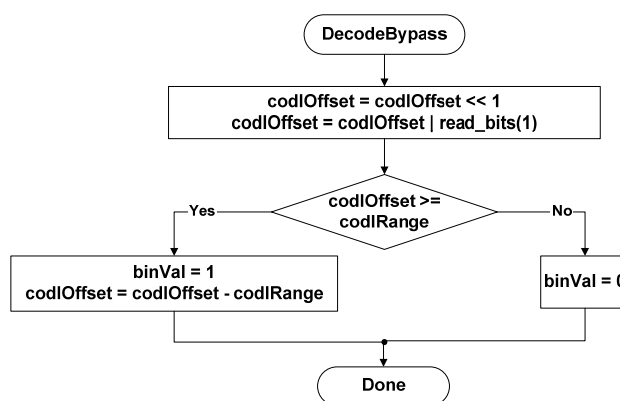 DecodeBypass
codIOffset = codIOffset << 1
codIOffset = codIOffset | read_bits(1)
codIOffset >=
codIRange
Yes
No
binVal = 1
codIOffset = codIOffset - codIRange
binVal = 0
Done